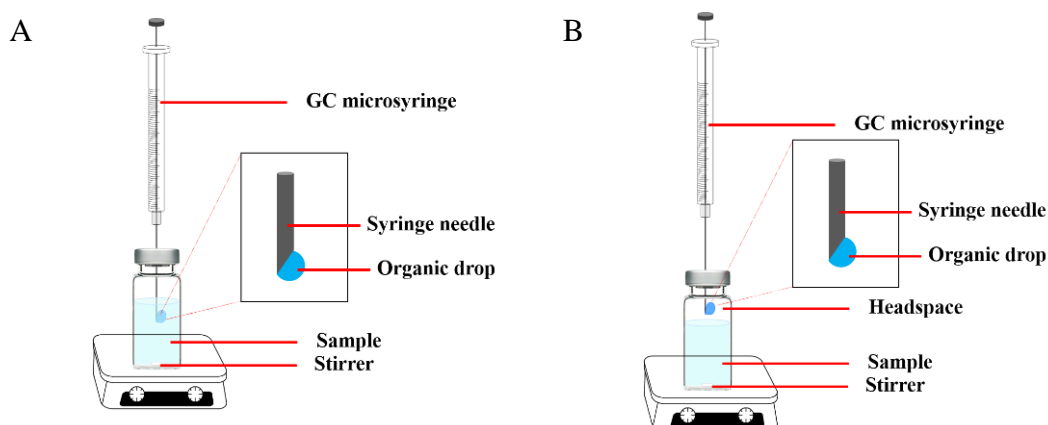 A
GC microsyringe
Syringe needle
Organic drop
Sample
Stirrer
B
GC microsyringe
Syringe needle
Organic drop
Headspace
Sample
Stirrer